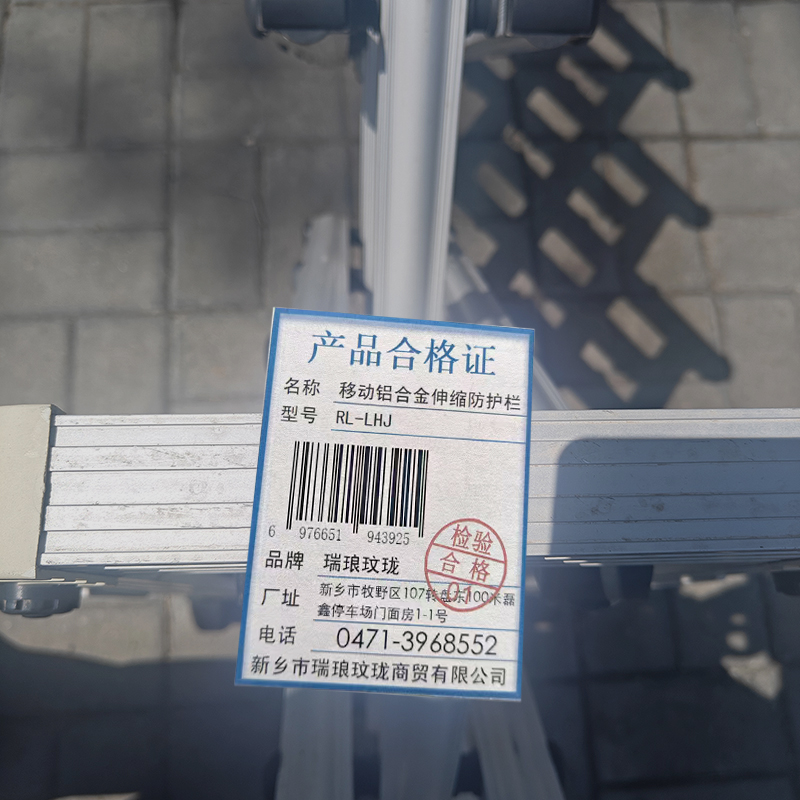 产品合格证
名称 移动铝合金伸缩防护栏
型号 RL-LHJ
6 976651 943925
检验
合格
01
品牌 瑞琅玟珑
厂址 新乡市牧野区107转盘东100米磊
鑫停车场门面房1-1号
电话 0471-3968552
新乡市瑞琅玟珑商贸有限公司